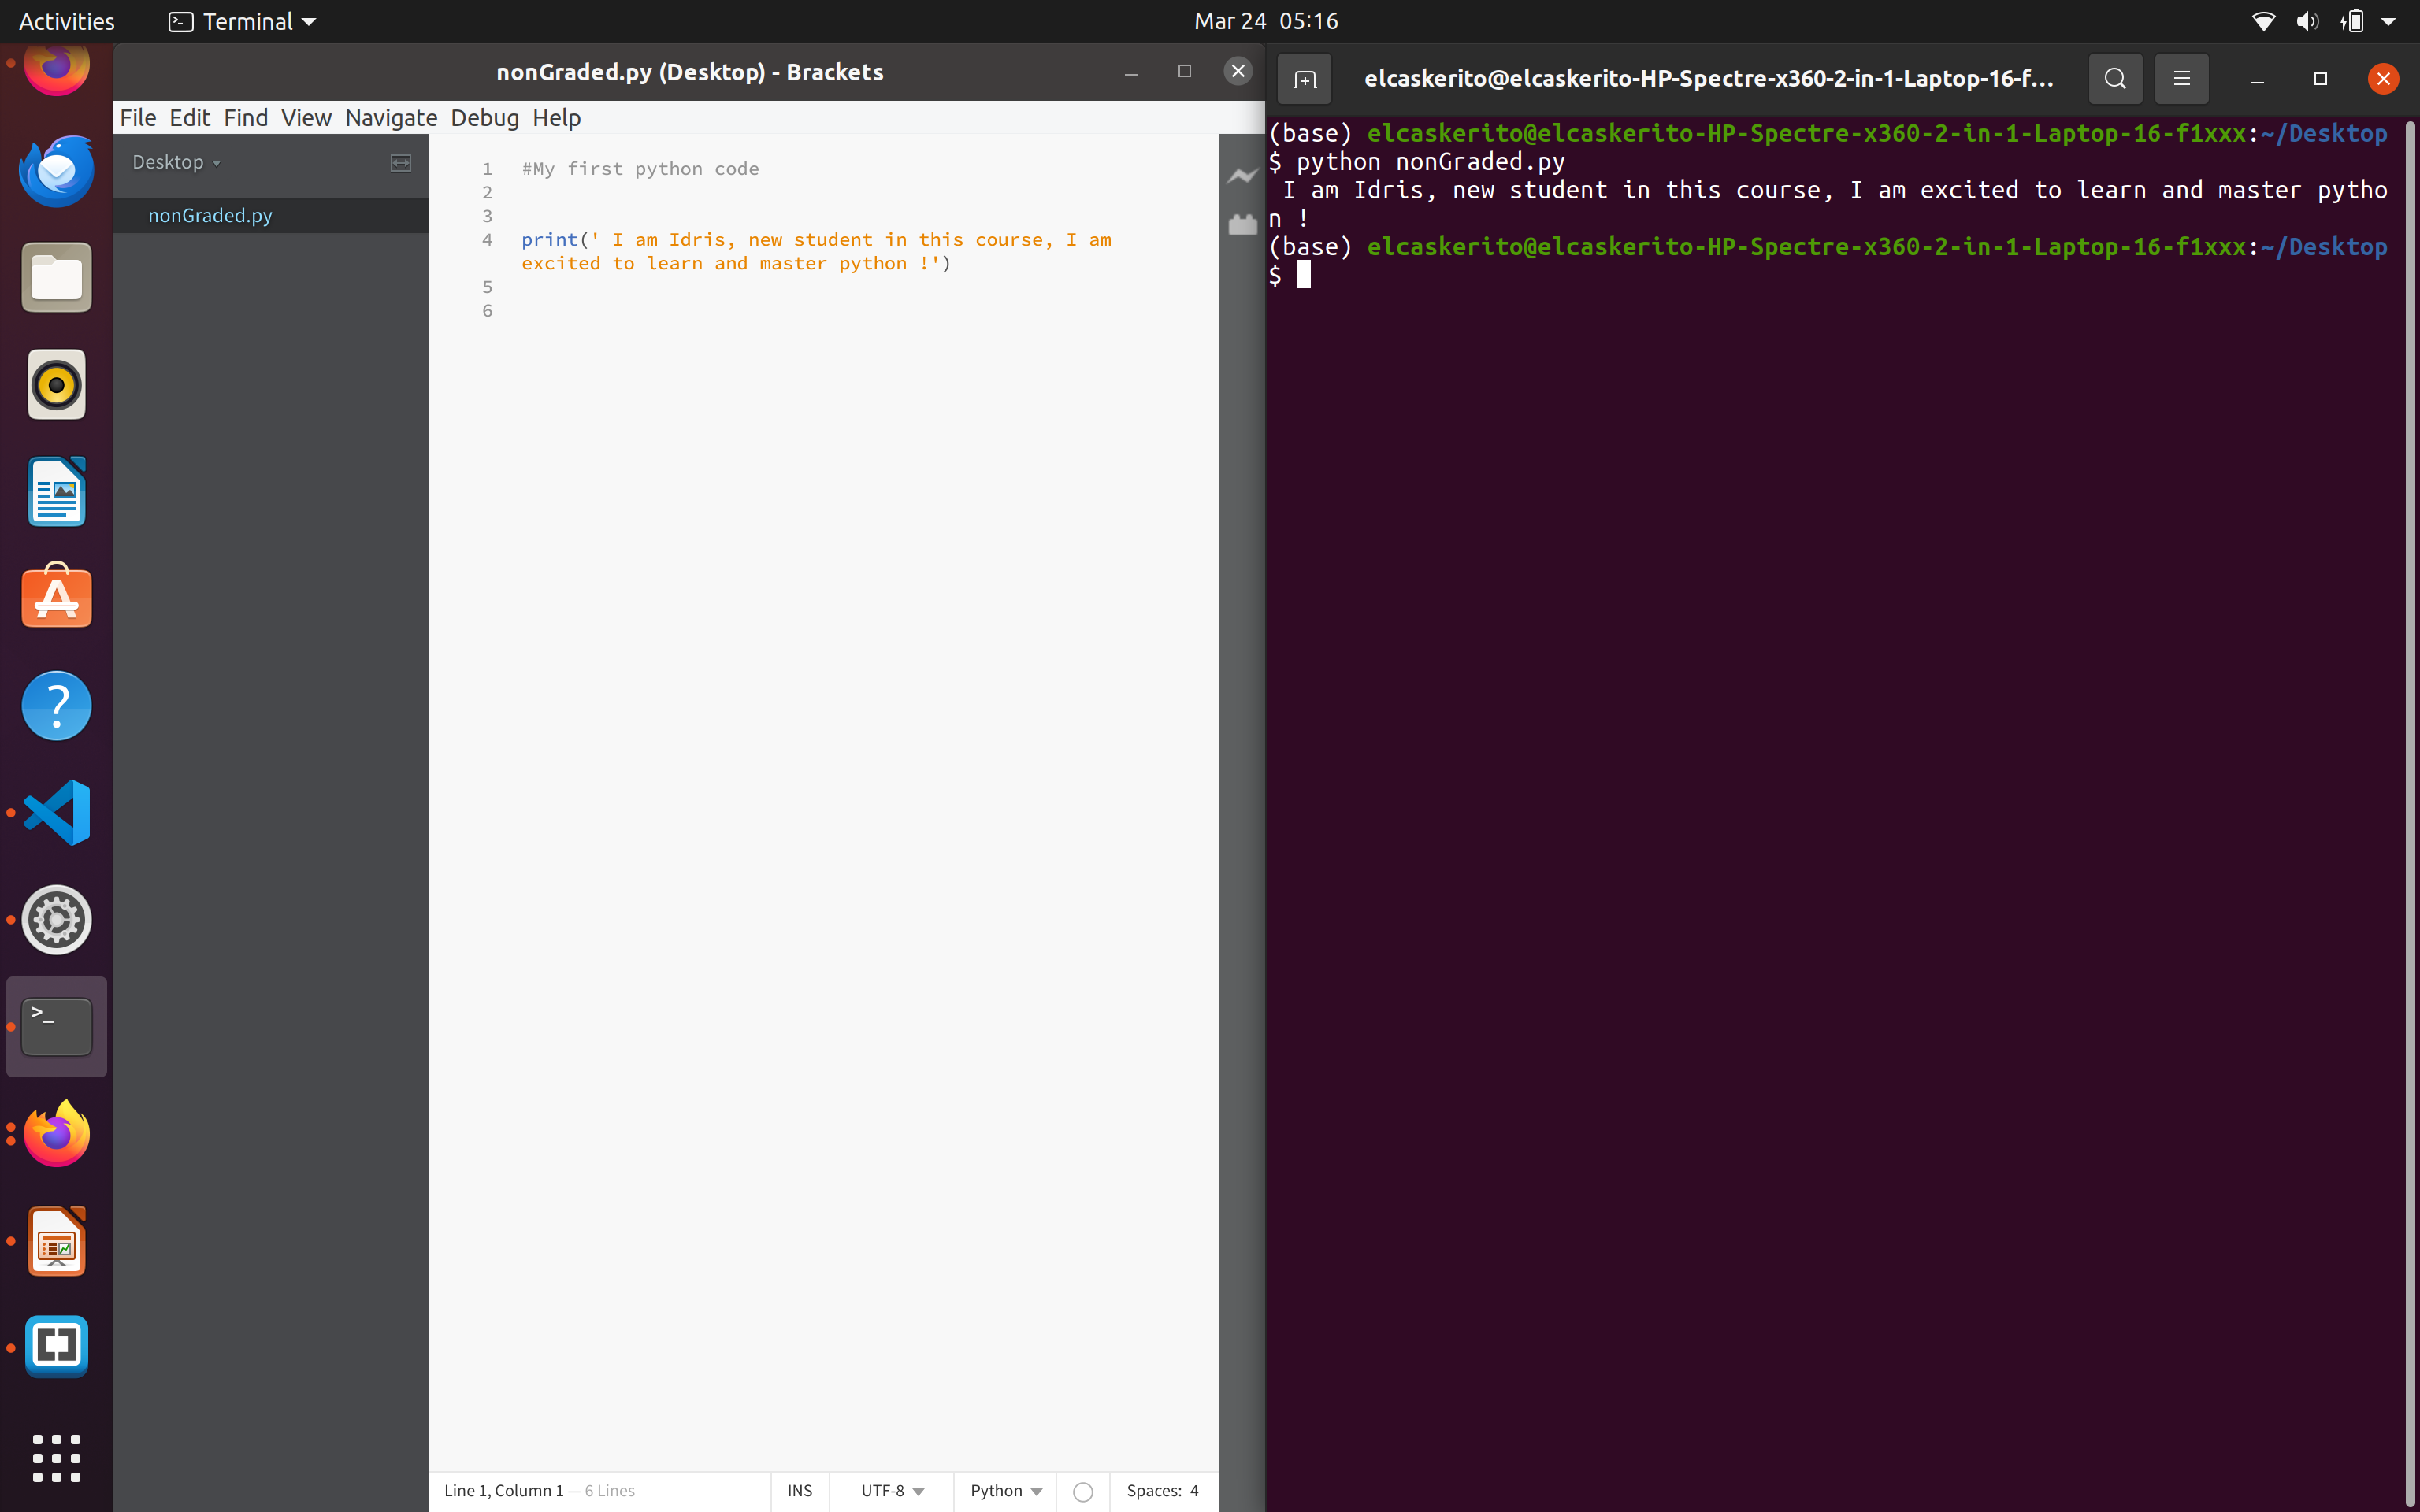 Activities Terminal Mar 24 05:16
nonGraded.py (Desktop) - Brackets
File Edit Find View Navigate Debug Help
Desktop
nonGraded.py
1 #My first python code
2
3
4 print(' I am Idris, new student in this course, I am
excited to learn and master python !')
5
6
Line 1, Column 1 — 6 Lines INS UTF-8 Python Spaces: 4
elcaskerito@elcaskerito-HP-Spectre-x360-2-in-1-Laptop-16-f...
(base) elcaskerito@elcaskerito-HP-Spectre-x360-2-in-1-Laptop-16-f1xxx:~/Desktop
$ python nonGraded.py
 I am Idris, new student in this course, I am excited to learn and master pytho
n !
(base) elcaskerito@elcaskerito-HP-Spectre-x360-2-in-1-Laptop-16-f1xxx:~/Desktop
$